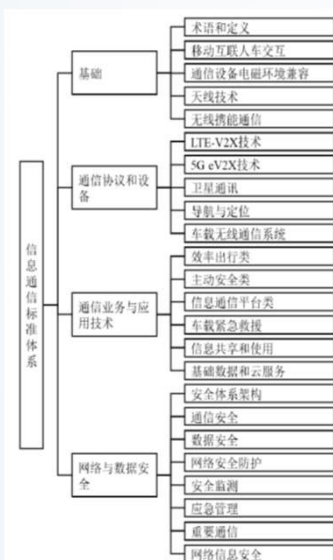 信息通信标准体系
基础
术语和定义
移动互联人车交互
通信设备电磁环境兼容
天线技术
无线携能通信
通信协议和设
备
LTE-V2X技术
5G eV2X技术
卫星通讯
导航与定位
车载无线通信系统
通信业务与应
用技术
效率出行类
主动安全类
信息通信平台类
车载紧急救援
信息共享和使用
基础数据和云服务
网络与数据安
全
安全体系架构
通信安全
数据安全
网络安全防护
安全监测
应急管理
重要通信
网络信息安全